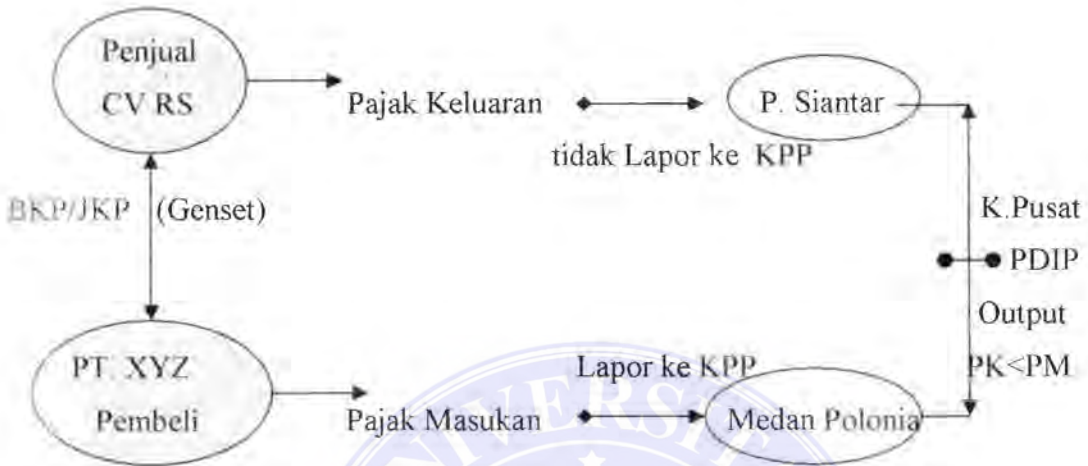 Penjual
CV RS
Pajak Keluaran
P. Siantar
tidak Lapor ke KPP
BKP/JKP (Genset)
K.Pusat
PDIP
Output
PT. XYZ
Pembeli
Lapor ke KPP
PK<PM
Pajak Masukan
Medan Polonia
UNIVERSIT